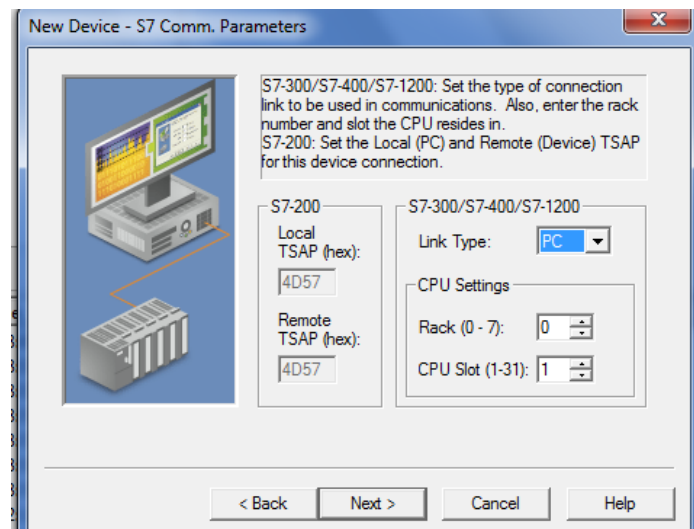 New Device - S7 Comm. Parameters
S7-300/S7-400/S7-1200: Set the type of connection
link to be used in communications. Also, enter the rack
number and slot the CPU resides in.
S7-200: Set the Local (PC) and Remote (Device) TSAP
for this device connection.
S7-200
Local
TSAP (hex):
4D57
Remote
TSAP (hex):
4D57
S7-300/S7-400/S7-1200
Link Type: PC
CPU Settings
Rack (0 - 7): 0
CPU Slot (1-31): 1
< Back Next > Cancel Help